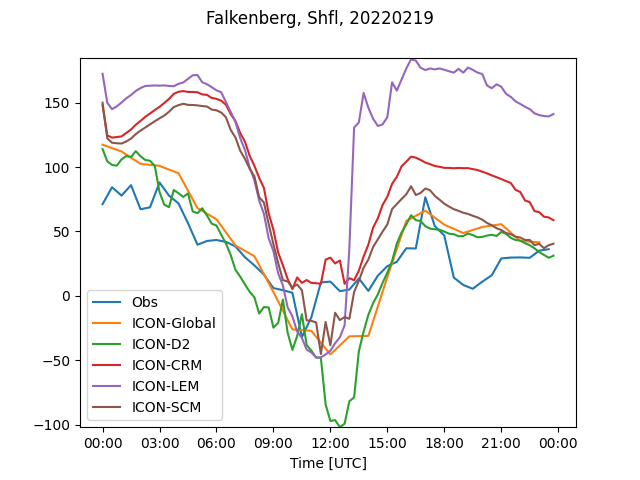 Falkenberg, Shfl, 20220219
150
100
50
0
−50
−100
Obs
ICON-Global
ICON-D2
ICON-CRM
ICON-LEM
ICON-SCM
00:00 03:00 06:00 09:00 12:00 15:00 18:00 21:00 00:00
Time [UTC]